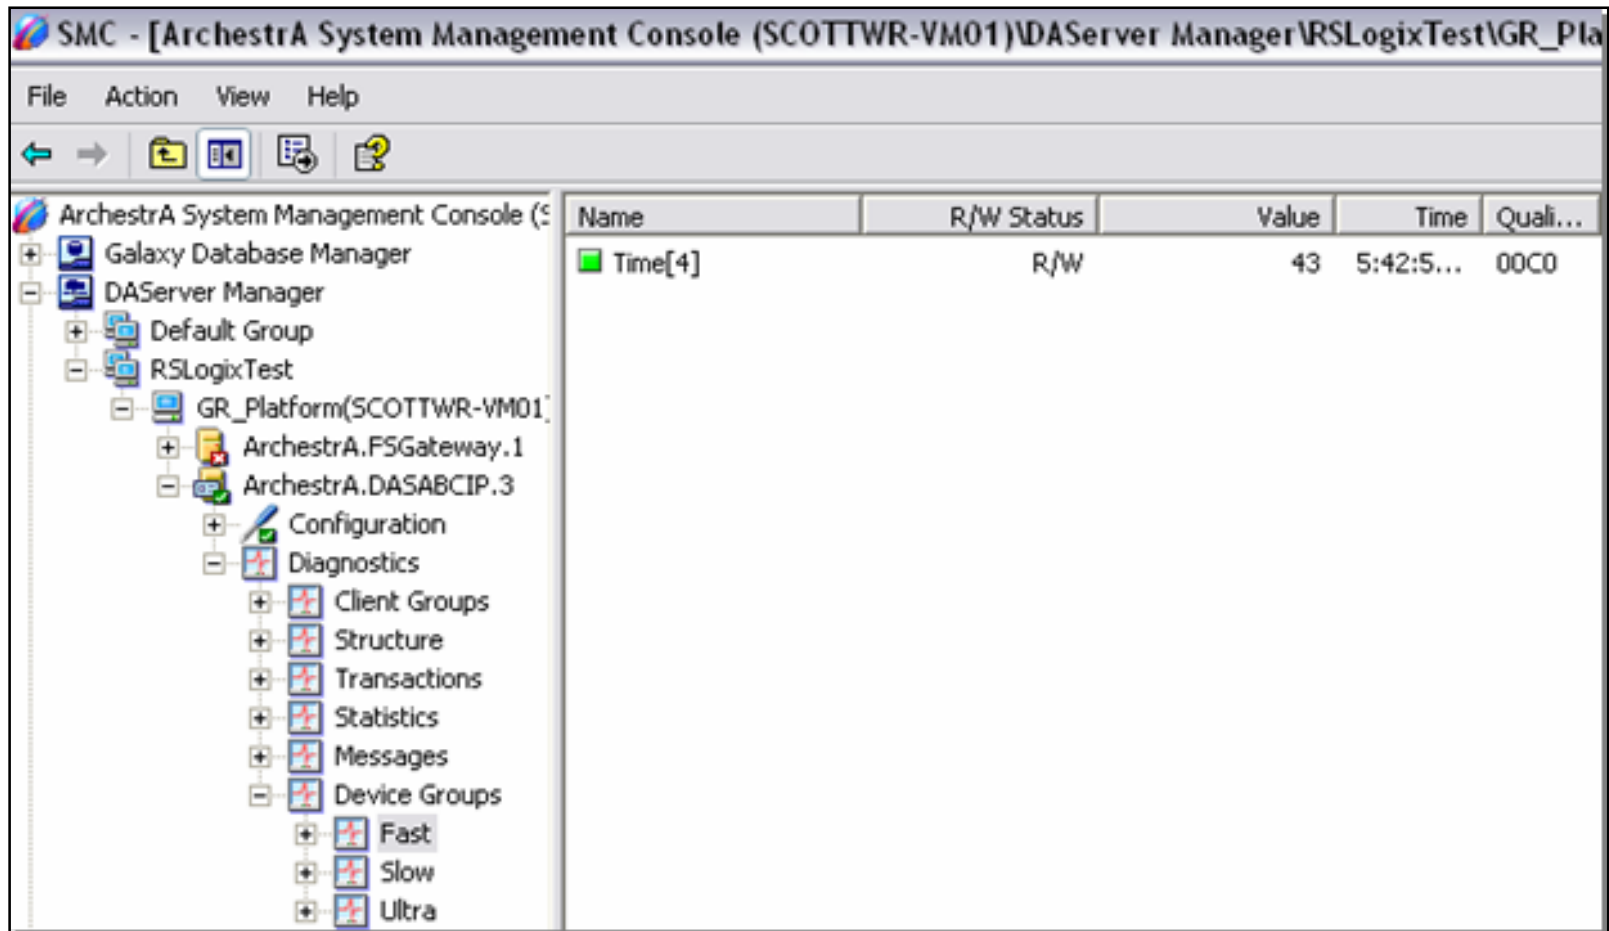 SMC - [ArchestrA System Management Console (SCOTTWR-VM01)\DAServer Manager\RSLogixTest\GR_Pla
File Action View Help
ArchestrA System Management Console (S
Galaxy Database Manager
DAServer Manager
Default Group
RSLogixTest
GR_Platform(SCOTTWR-VM01)
ArchestrA.FSGateway.1
ArchestrA.DASABCIP.3
Configuration
Diagnostics
Client Groups
Structure
Transactions
Statistics
Messages
Device Groups
Fast
Slow
Ultra
Name R/W Status Value Time Quali...
Time[4] R/W 43 5:42:5... 00C0